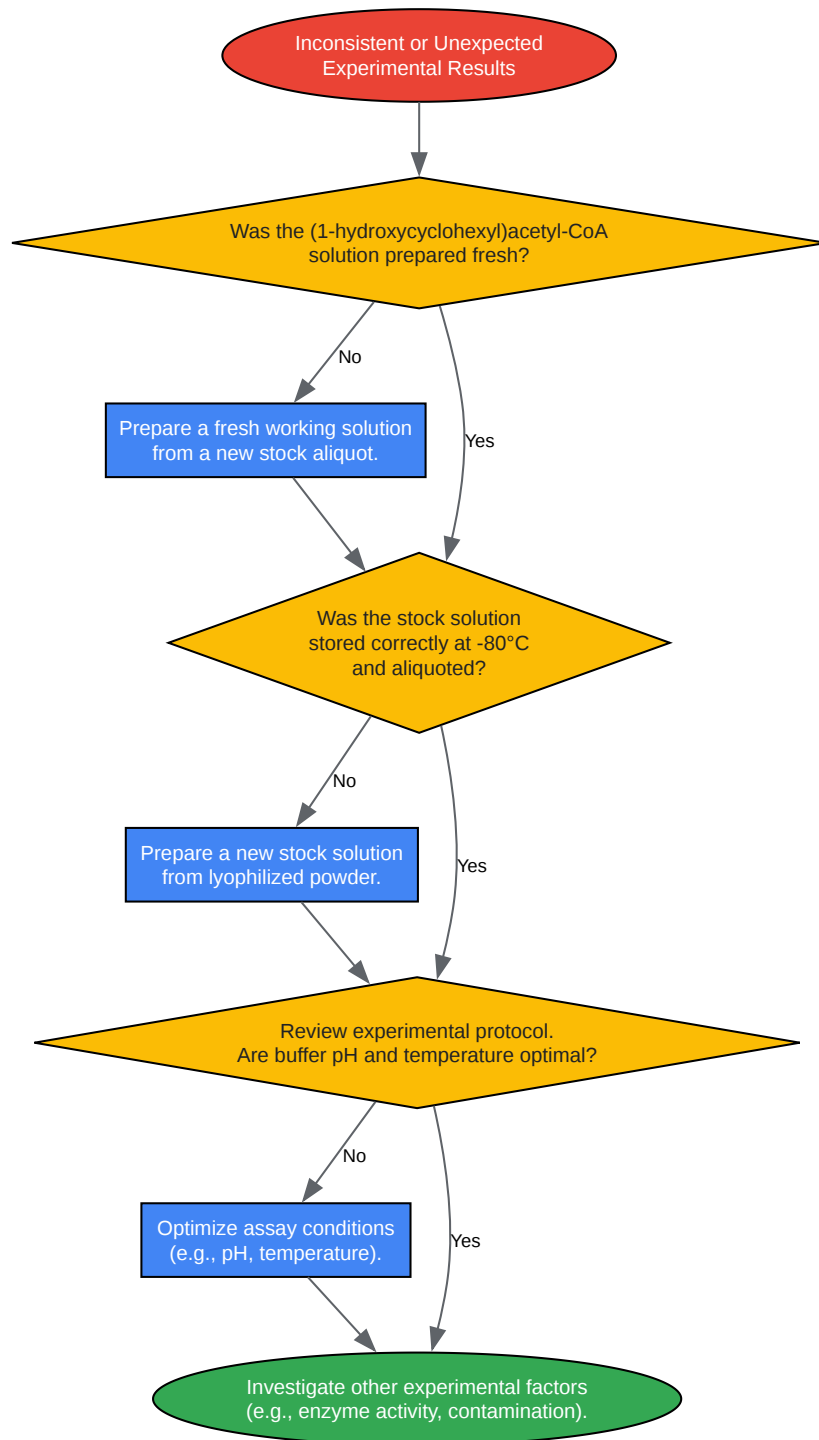 Inconsistent or Unexpected
Experimental Results
Was the (1-hydroxycyclohexyl)acetyl-CoA
solution prepared fresh?
No
Prepare a fresh working solution
from a new stock aliquot.
Yes
Was the stock solution
stored correctly at -80°C
and aliquoted?
No
Prepare a new stock solution
from lyophilized powder.
Yes
Review experimental protocol.
Are buffer pH and temperature optimal?
No
Optimize assay conditions
(e.g., pH, temperature).
Yes
Investigate other experimental factors
(e.g., enzyme activity, contamination).